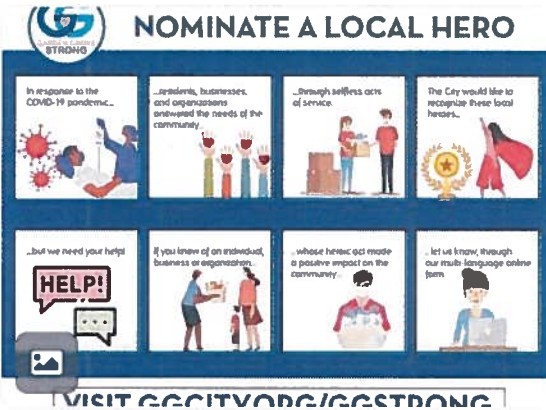 GG
STRONG
NOMINATE A LOCAL HERO
In response to the
COVID-19 pandemic...
...residents, businesses,
and organizations
answered the needs of the
community...
...through selfless acts
of service.
The City would like to
recognize these local
heroes...
...but we need your help!
HELP!
If you know of an individual,
business or organization...
...whose heroic act made
a positive impact on the
community...
... let us know, through
our multi-language online
form
VISIT GGCITY.ORG/GGSTRONG